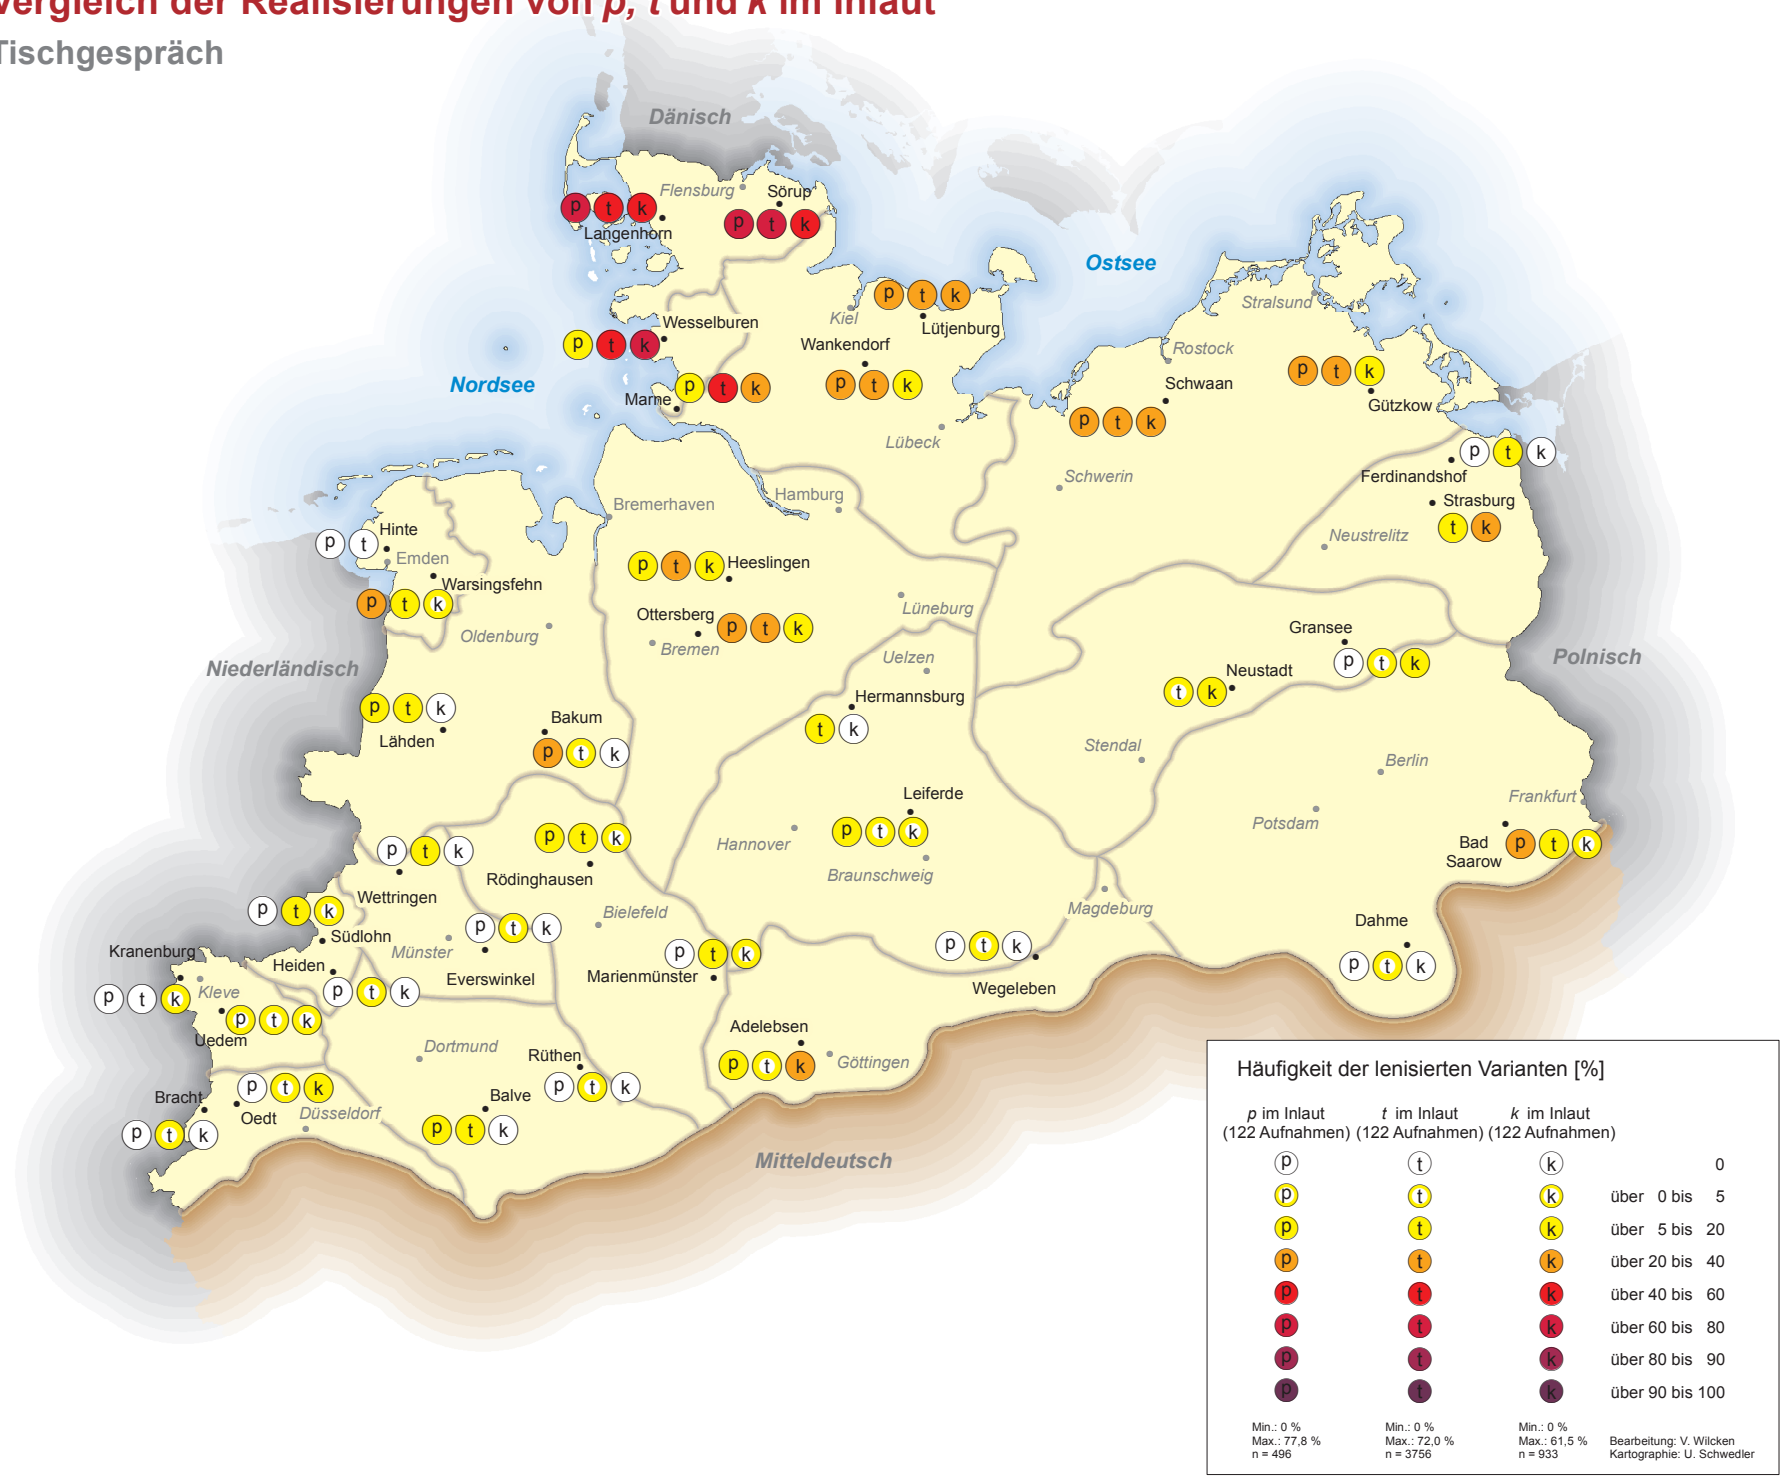 Vergleich der Realisierungen von p, t und k im Inlaut
Tischgespräch
Dänisch
Flensburg
Sörup
p t k
Langenhorn
p t k
Ostsee
p t k
Kiel
Lütjenburg
Stralsund
Wesselburen
p t k
Wankendorf
p t k
Rostock
Schwaan
p t k
p t k
Gützkow
Nordsee
Marne
p t k
Lübeck
p t k
Ferdinandshof
Schwerin
Strasburg
t k
Neustrelitz
Bremerhaven
Hamburg
Hinte
p t
Emden
Warsingsfehn
p t k
p t k
Heeslingen
Ottersberg
p t k
Bremen
Lüneburg
Oldenburg
Uelzen
Niederländisch
Polnisch
Gransee
p t k
Neustadt
t k
Hermannsburg
t k
p t k
Lähden
Bakum
p t k
Stendal
Berlin
Leiferde
p t k
Hannover
Braunschweig
Potsdam
Frankfurt
Bad
Saarow
p t k
p t k
Rödinghausen
p t k
Wettringen
Magdeburg
p t k
Südlohn
Bielefeld
Münster
p t k
Everswinkel
Dahme
p t k
Kranenburg
p t k
Kleve
Heiden
p t k
p t k
Marienmünster
p t k
Wegeleben
p t k
Uedem
Adelebsen
p t k
Göttingen
Dortmund
Rüthen
p t k
Bracht
p t k
p t k
Oedt
Düsseldorf
Balve
p t k
Mitteldeutsch
Häufigkeit der lenisierten Varianten [%]
p im Inlaut t im Inlaut k im Inlaut
(122 Aufnahmen) (122 Aufnahmen) (122 Aufnahmen)
p t k 0
p t k über 0 bis 5
p t k über 5 bis 20
p t k über 20 bis 40
p t k über 40 bis 60
p t k über 60 bis 80
p t k über 80 bis 90
p t k über 90 bis 100
Min.: 0 % Min.: 0 % Min.: 0 %
Max.: 77,8 % Max.: 72,0 % Max.: 61,5 % Bearbeitung: V. Wilcken
n = 496 n = 3756 n = 933 Kartographie: U. Schwedler